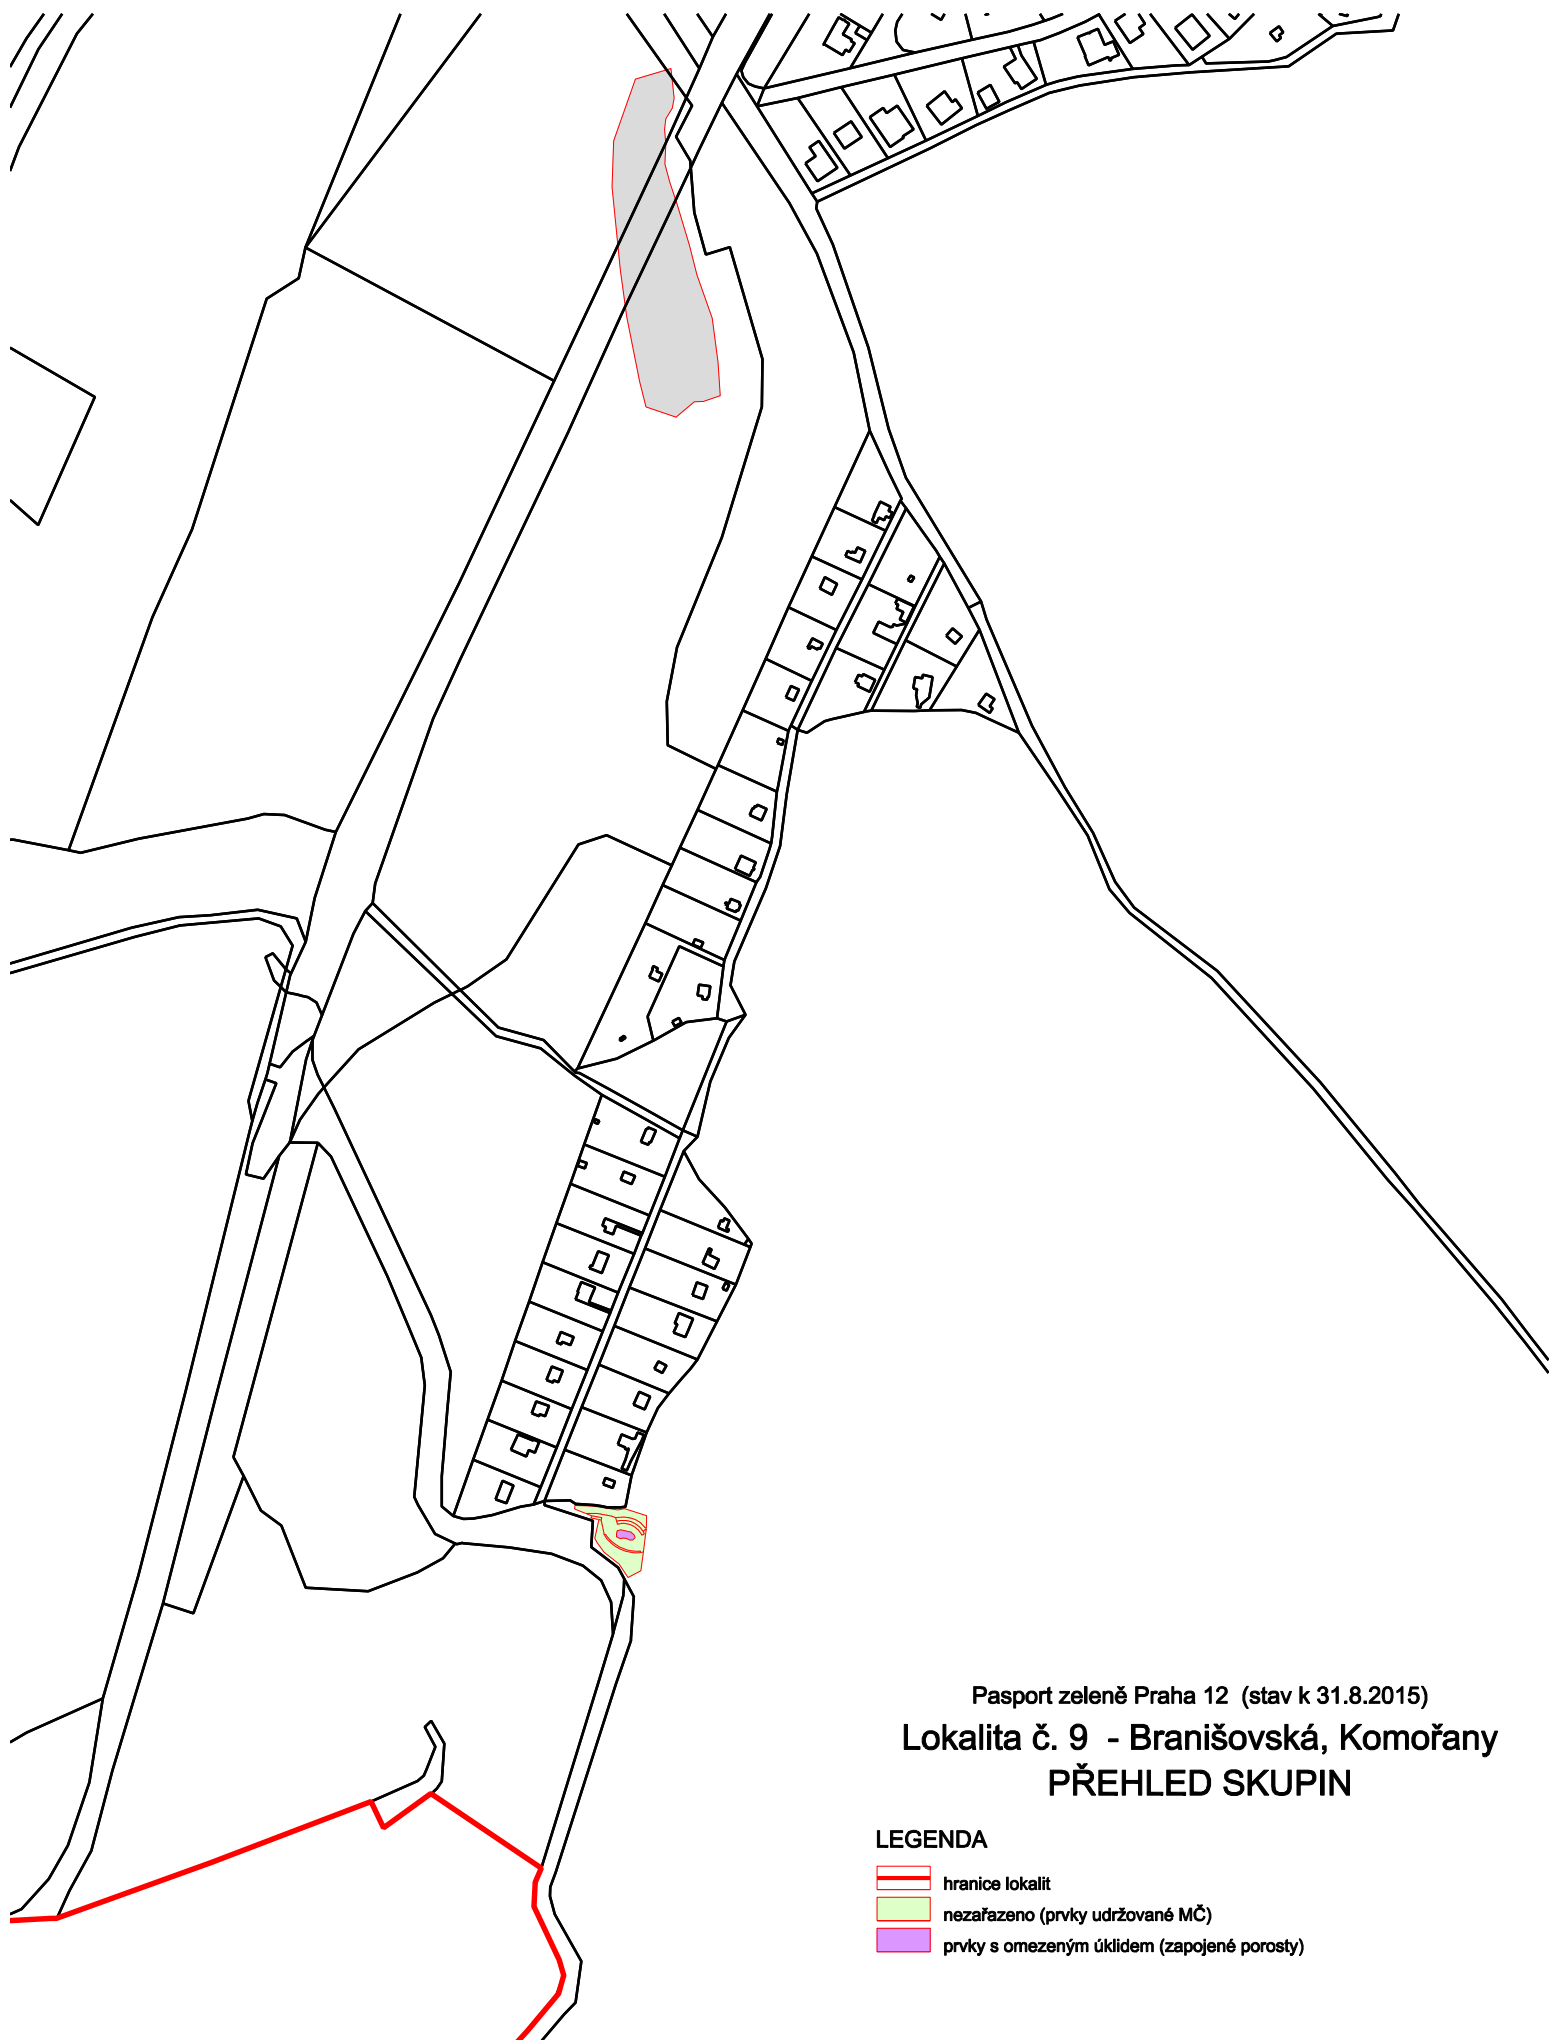 Pasport zeleně Praha 12 (stav k 31.8.2015)
Lokalita č. 9 - Branišovská, Komořany
PŘEHLED SKUPIN
LEGENDA
hranice lokalit
nezařazeno (prvky udržované MČ)
prvky s omezeným úklidem (zapojené porosty)